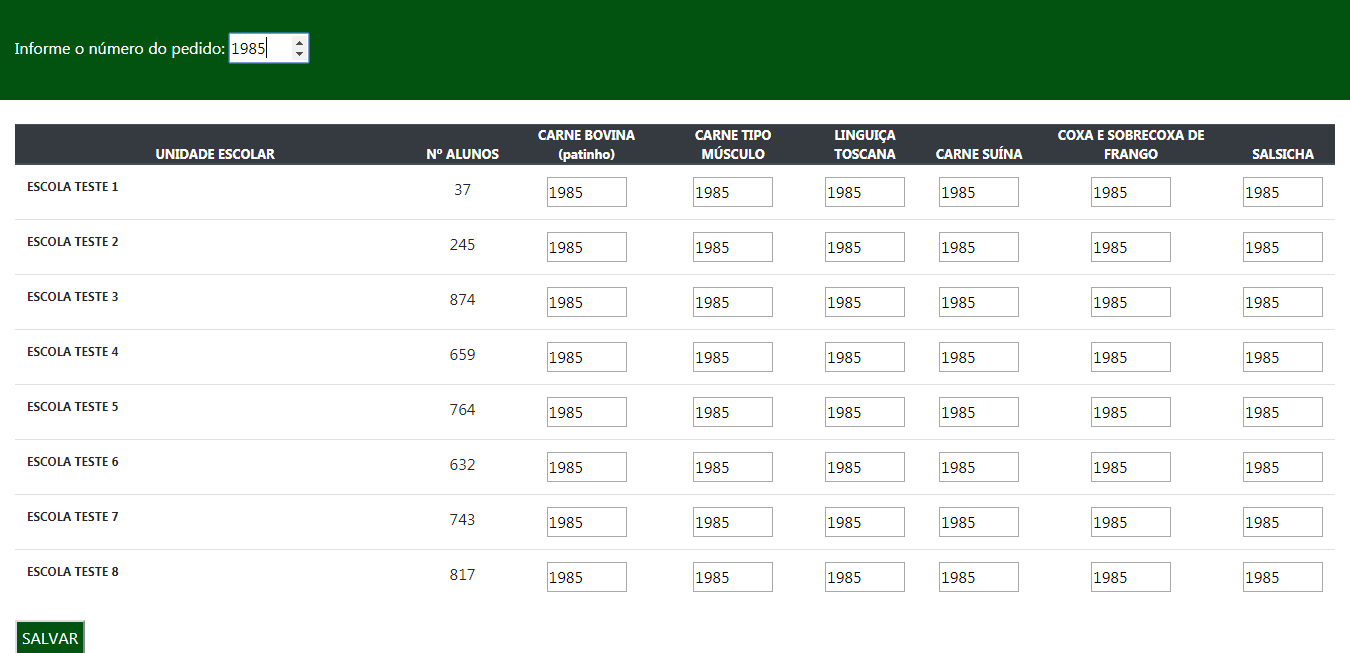 Informe o número do pedido: 1985
UNIDADE ESCOLAR Nº ALUNOS CARNE BOVINA (patinho) CARNE TIPO MÚSCULO LINGUIÇA TOSCANA CARNE SUÍNA COXA E SOBRECOXA DE FRANGO SALSICHA
ESCOLA TESTE 1 37 1985 1985 1985 1985 1985 1985
ESCOLA TESTE 2 245 1985 1985 1985 1985 1985 1985
ESCOLA TESTE 3 874 1985 1985 1985 1985 1985 1985
ESCOLA TESTE 4 659 1985 1985 1985 1985 1985 1985
ESCOLA TESTE 5 764 1985 1985 1985 1985 1985 1985
ESCOLA TESTE 6 632 1985 1985 1985 1985 1985 1985
ESCOLA TESTE 7 743 1985 1985 1985 1985 1985 1985
ESCOLA TESTE 8 817 1985 1985 1985 1985 1985 1985
SALVAR